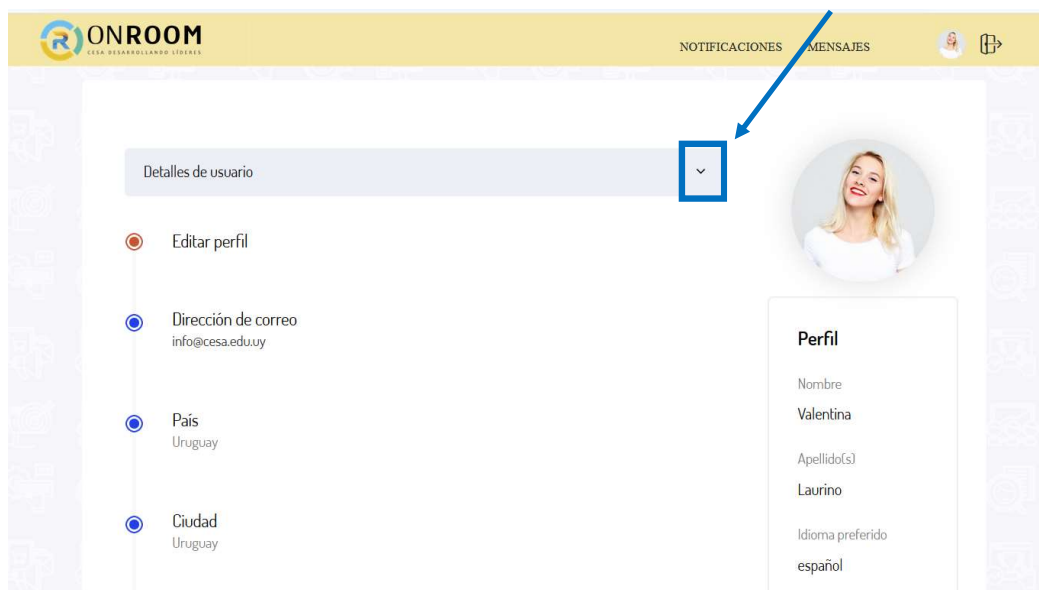 ONROOM
CESA DESARROLLANDO LÍDERES
NOTIFICACIONES MENSAJES
Detalles de usuario
Editar perfil
Dirección de correo
info@cesa.edu.uy
País
Uruguay
Ciudad
Uruguay
Perfil
Nombre
Valentina
Apellido(s)
Laurino
Idioma preferido
español